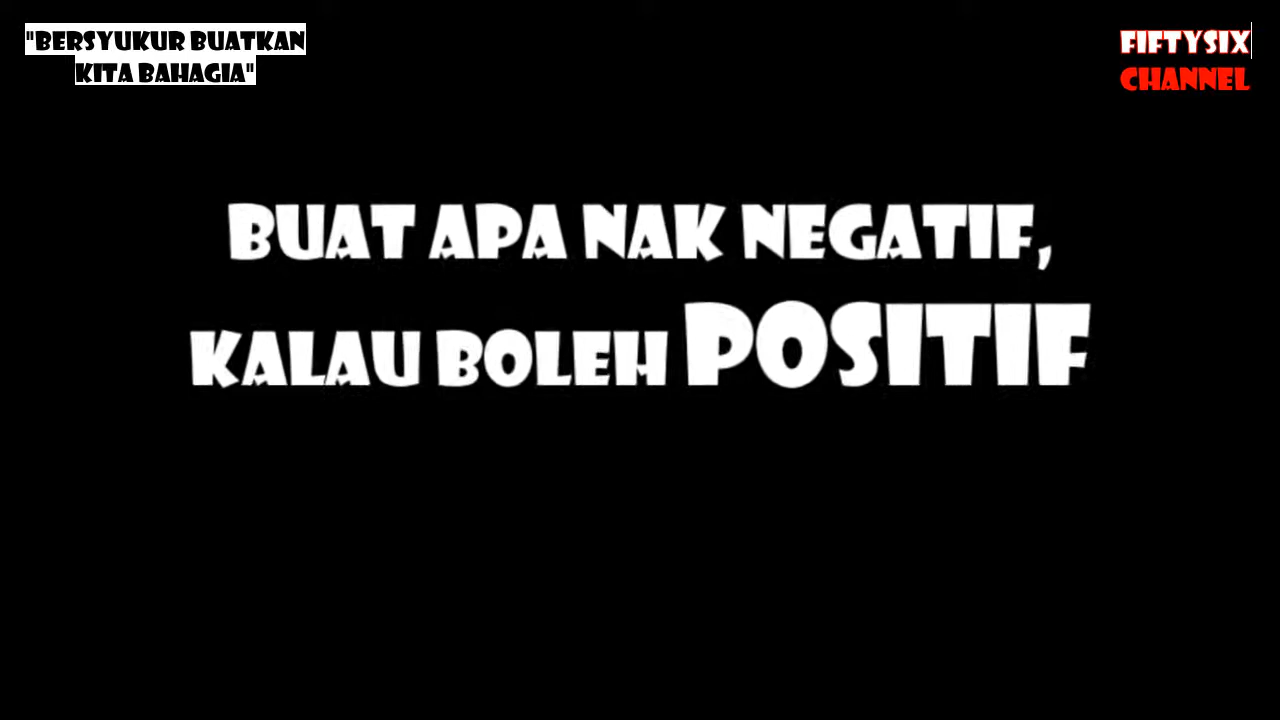 "BERSYUKUR BUATKAN
KITA BAHAGIA"
FIFTYSIX
CHANNEL
BUAT APA NAK NEGATIF,
KALAU BOLEH POSITIF